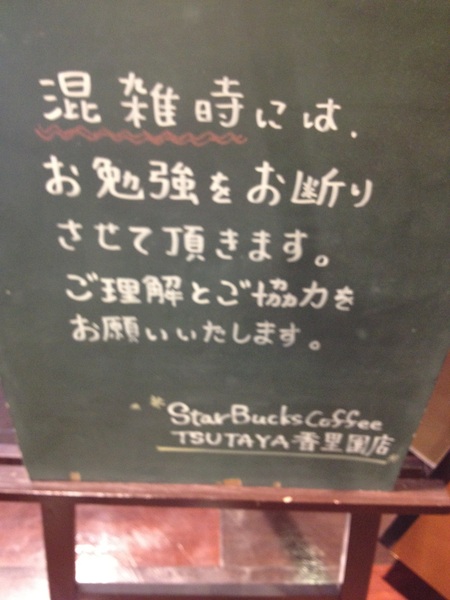 混雑時には、
お勉強をお断り
させて頂きます。
ご理解とご協力を
お願いいたします。
StarBucks Coffee
TSUTAYA香里園店